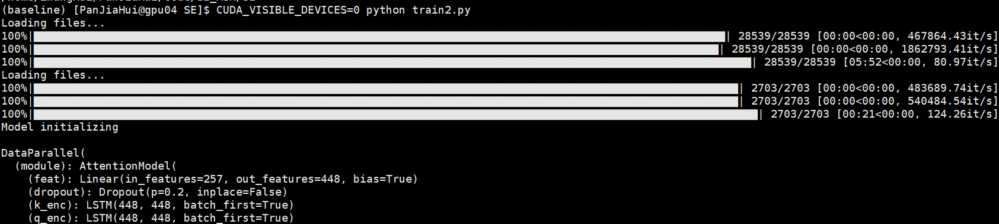 (baseline) [PanJiaHui@gpu04 SE]$ CUDA_VISIBLE_DEVICES=0 python train2.py
Loading files...
100%| | 28539/28539 [00:00<00:00, 467864.43it/s]
100%| | 28539/28539 [00:00<00:00, 1862793.41it/s]
100%| | 28539/28539 [05:52<00:00, 80.97it/s]
Loading files...
100%| | 2703/2703 [00:00<00:00, 483689.74it/s]
100%| | 2703/2703 [00:00<00:00, 540484.54it/s]
100%| | 2703/2703 [00:21<00:00, 124.26it/s]
Model initializing
DataParallel(
(module): AttentionModel(
(feat): Linear(in_features=257, out_features=448, bias=True)
(dropout): Dropout(p=0.2, inplace=False)
(k_enc): LSTM(448, 448, batch_first=True)
(q_enc): LSTM(448, 448, batch_first=True)